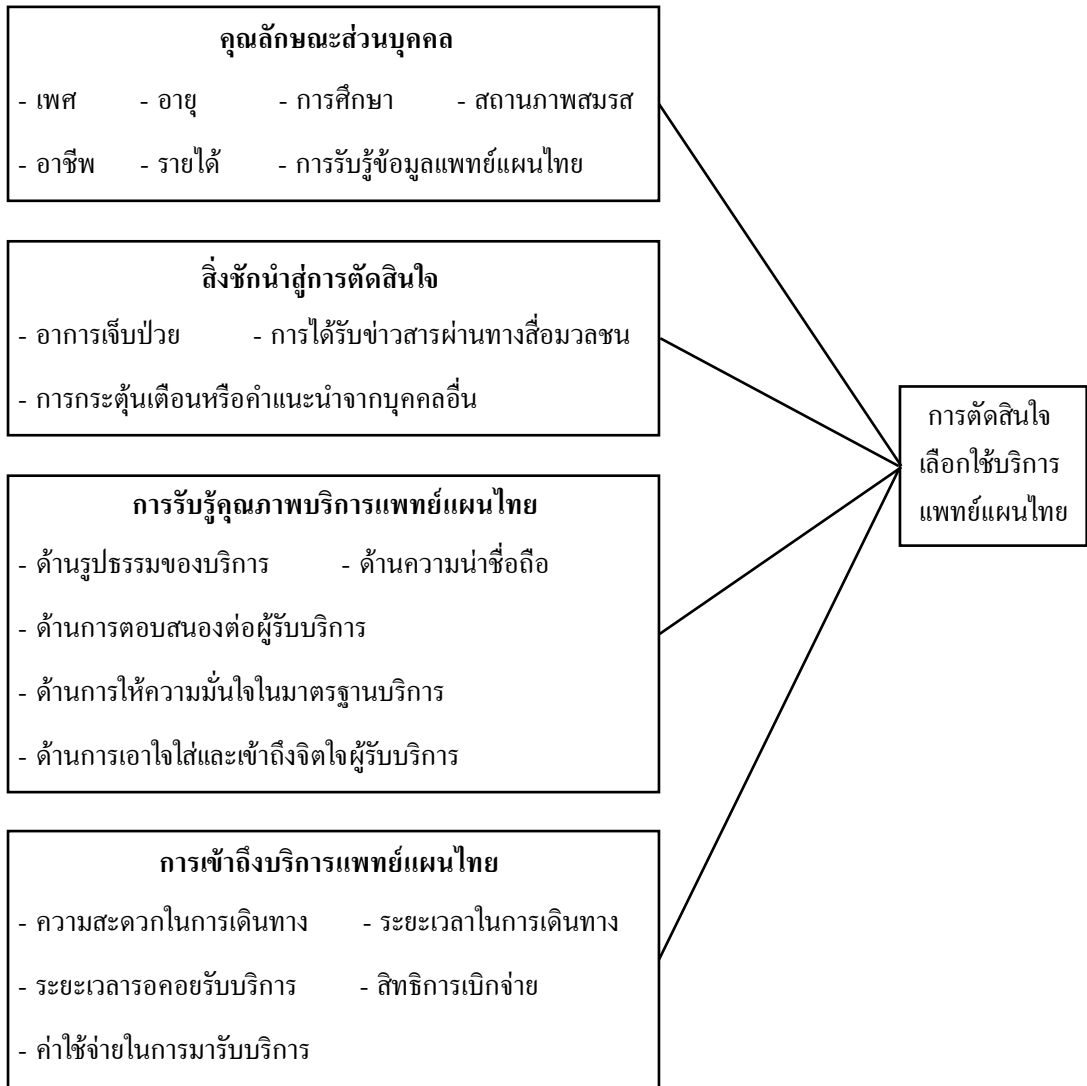 คุณลักษณะส่วนบุคคล
- เพศ - อายุ - การศึกษา - สถานภาพสมรส
- อาชีพ - รายได้ - การรับรู้ข้อมูลแพทย์แผนไทย
สิ่งชักนำสู่การตัดสินใจ
- อาการเจ็บป่วย - การได้รับข่าวสารผ่านทางสื่อมวลชน
- การกระตุ้นเตือนหรือคำแนะนำจากบุคคลอื่น
การรับรู้คุณภาพบริการแพทย์แผนไทย
- ด้านรูปธรรมของบริการ - ด้านความน่าชื่อถือ
- ด้านการตอบสนองต่อผู้รับบริการ
- ด้านการให้ความมั่นใจในมาตรฐานบริการ
- ด้านการเอาใจใส่และเข้าถึงจิตใจผู้รับบริการ
การเข้าถึงบริการแพทย์แผนไทย
- ความสะดวกในการเดินทาง - ระยะเวลาในการเดินทาง
- ระยะเวลารอคอยรับบริการ - สิทธิการเบิกจ่าย
- ค่าใช้จ่ายในการมารับบริการ
การตัดสินใจ
เลือกใช้บริการ
แพทย์แผนไทย